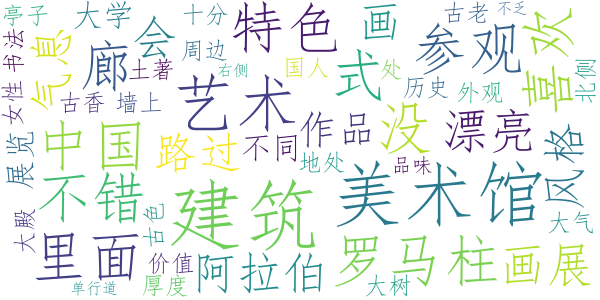 亭子 大学 会 十分 特色 画 古老 不乏
女性 书法 气息 廊 土著 周边 右侧 国人 式 处 参观 历史 外观 喜欢 北侧
古香 墙上 艺术 作品 没 漂亮
展览 中国 路过 不同 地处 品味 风格
大殿 不错 古色 建筑 美术馆 大气
里面 价值 阿拉伯 罗马柱 画展
单行道 厚度 大树